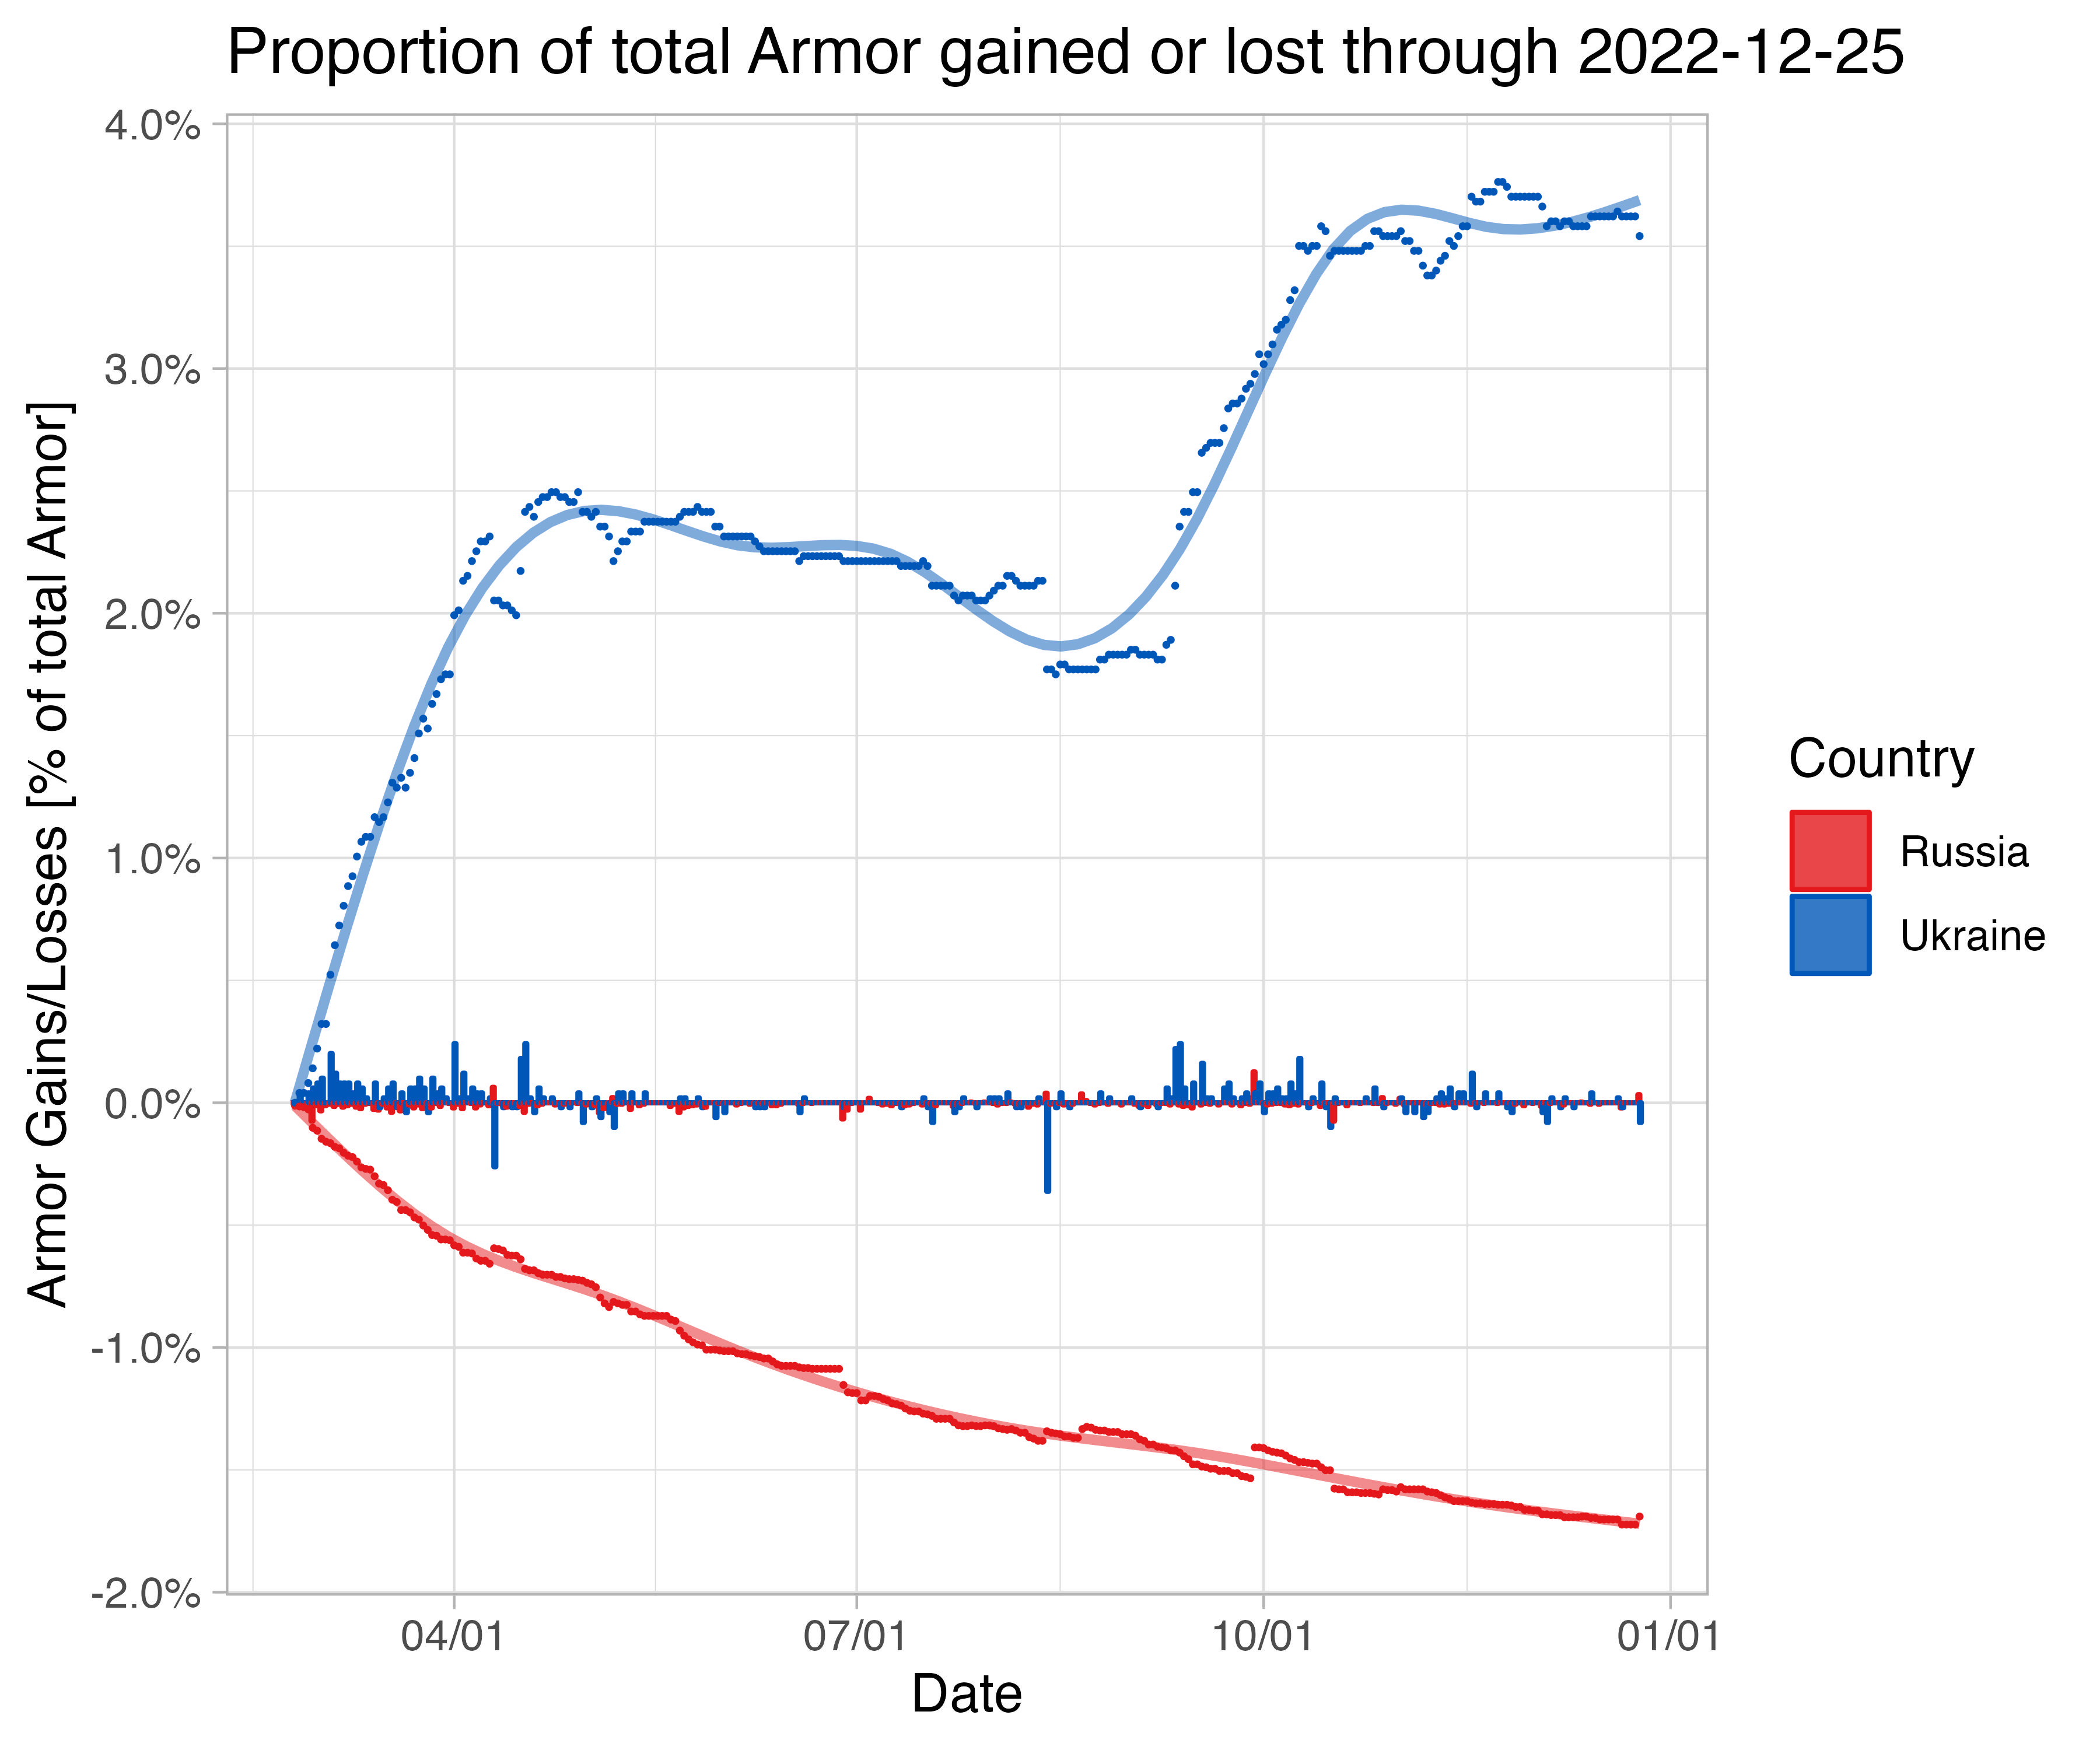 Proportion of total Armor gained or lost through 2022-12-25
Armor Gains/Losses [% of total Armor]
4.0%
3.0%
2.0%
1.0%
0.0%
-1.0%
-2.0%
04/01
07/01
10/01
01/01
Date
Country
Russia
Ukraine